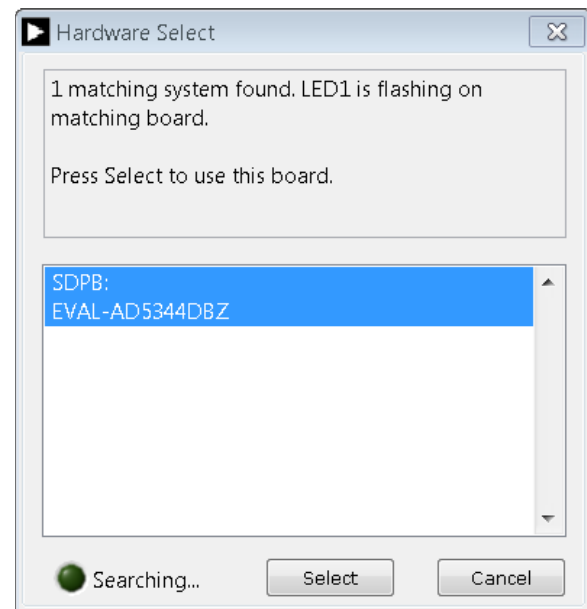 Hardware Select
1 matching system found. LED1 is flashing on
matching board.
Press Select to use this board.
SDPB:
EVAL-AD5344DBZ
Searching...
Select
Cancel